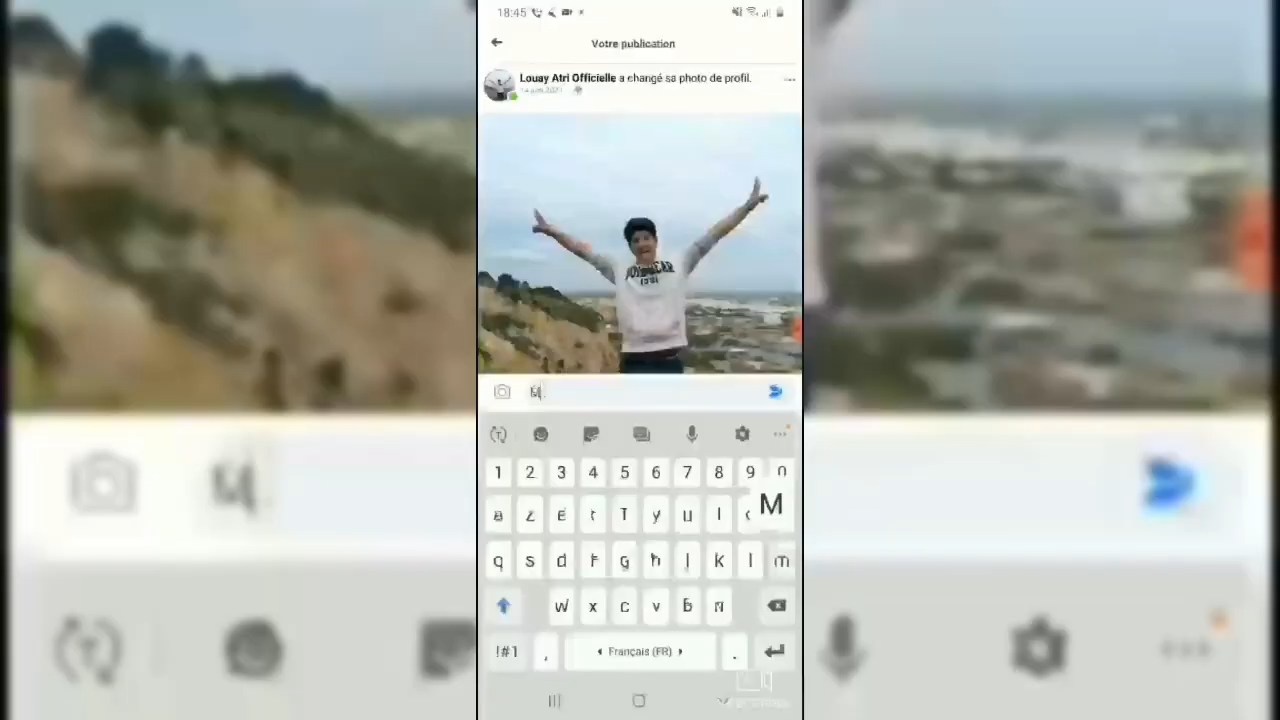 18:45
Votre publication
Louay Atri Officielle a changé sa photo de profil.
M
1 2 3 4 5 6 7 8 9 0
M
a z e r t y u i
q s d f g h j k l m
w x c v b n
!#1 , Français (FR) .